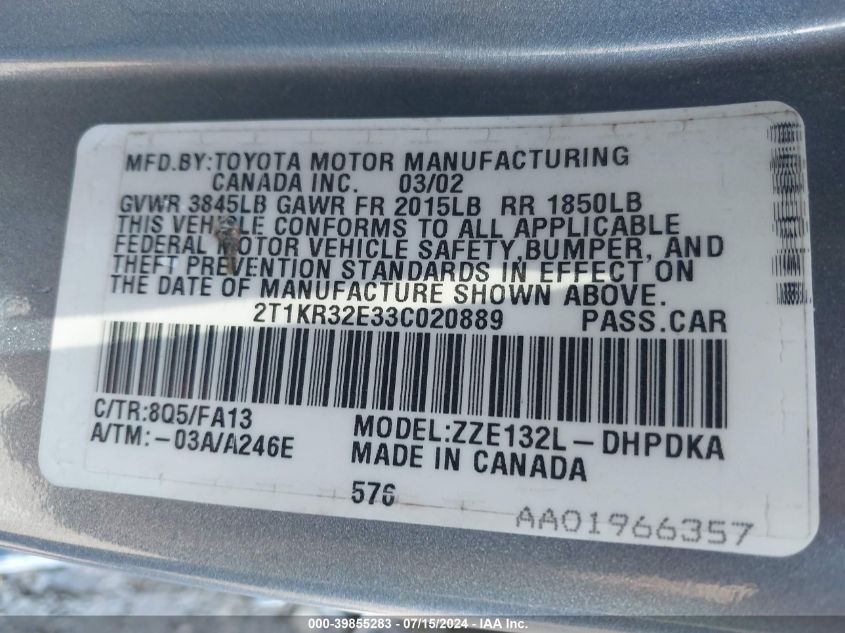 MFD.BY:TOYOTA MOTOR MANUFACTURING
CANADA INC. 03/02
GVWR 3845LB GAWR FR 2015LB RR 1850LB
THIS VEHICLE CONFORMS TO ALL APPLICABLE
FEDERAL MOTOR VEHICLE SAFETY,BUMPER, AND
THEFT PREVENTION STANDARDS IN EFFECT ON
THE DATE OF MANUFACTURE SHOWN ABOVE.
2T1KR32E33C020889 PASS.CAR
C/TR:8Q5/FA13 MODEL:ZZE132L-DHPDKA
A/TM:-03A/A246E MADE IN CANADA
576
AA01966357
000-39855283 - 07/15/2024 - IAA Inc.